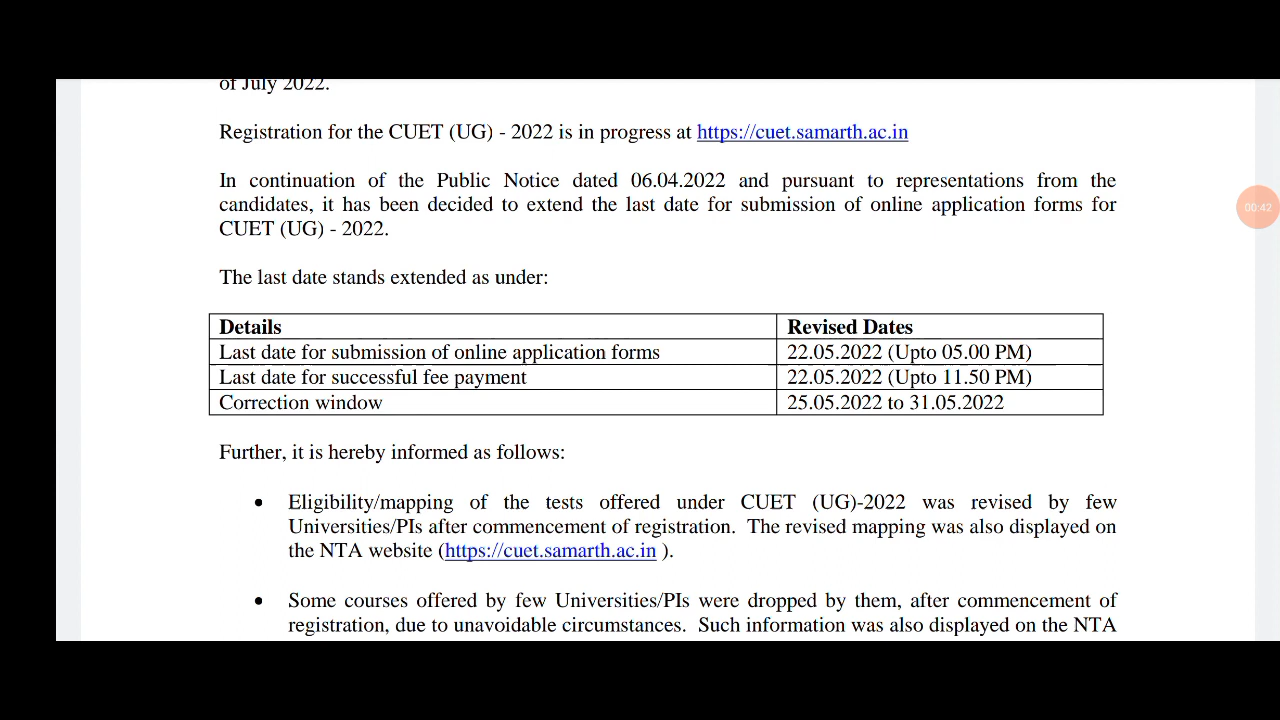 of July 2022.
Registration for the CUET (UG) - 2022 is in progress at https://cuet.samarth.ac.in
In continuation of the Public Notice dated 06.04.2022 and pursuant to representations from the
candidates, it has been decided to extend the last date for submission of online application forms for
CUET (UG) - 2022.
00:42
The last date stands extended as under:
Details Revised Dates
Last date for submission of online application forms 22.05.2022 (Upto 05.00 PM)
Last date for successful fee payment 22.05.2022 (Upto 11.50 PM)
Correction window 25.05.2022 to 31.05.2022
Further, it is hereby informed as follows:
• Eligibility/mapping of the tests offered under CUET (UG)-2022 was revised by few
Universities/PIs after commencement of registration. The revised mapping was also displayed on
the NTA website (https://cuet.samarth.ac.in ).
• Some courses offered by few Universities/PIs were dropped by them, after commencement of
registration, due to unavoidable circumstances. Such information was also displayed on the NTA